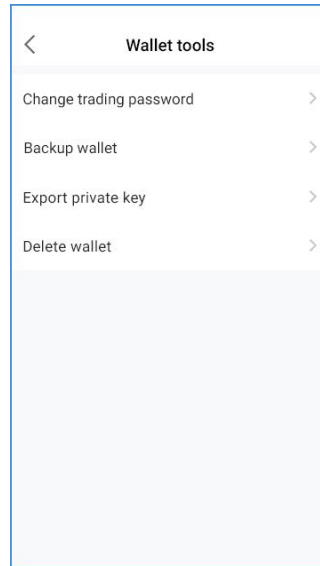 Wallet tools
Change trading password
Backup wallet
Export private key
Delete wallet